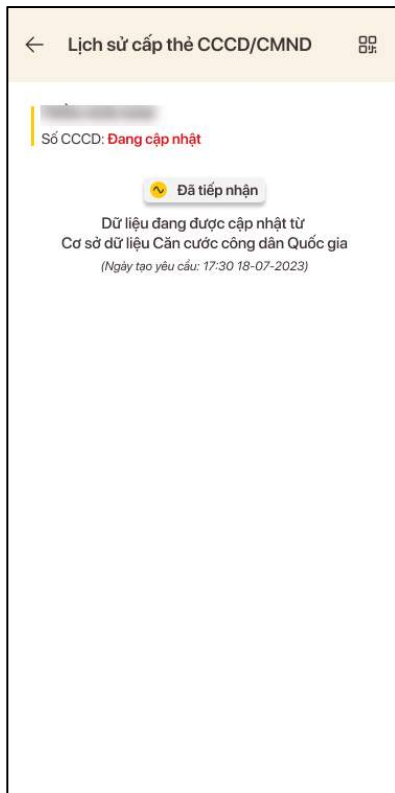 Lịch sử cấp thẻ CCCD/CMND
Số CCCD: Đang cập nhật
Đã tiếp nhận
Dữ liệu đang được cập nhật từ
Cơ sở dữ liệu Căn cước công dân Quốc gia
(Ngày tạo yêu cầu: 17:30 18-07-2023)